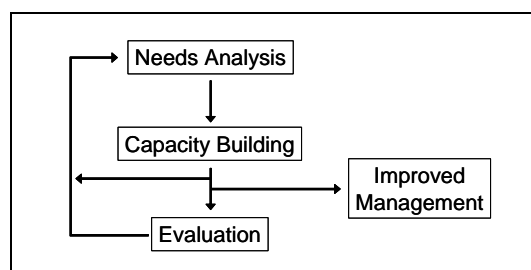 Needs Analysis
Capacity Building
Improved
Management
Evaluation